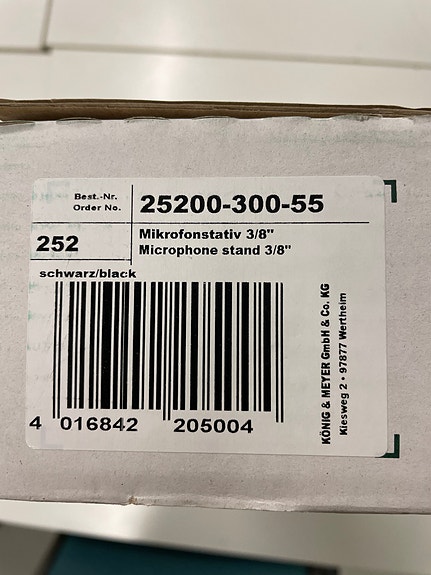 Best.-Nr.
Order No.
25200-300-55
252
Mikrofonstativ 3/8"
Microphone stand 3/8"
schwarz/black
4 016842 205004
KÖNIG & MEYER GmbH & Co. KG
Kiesweg 2 • 97877 Wertheim